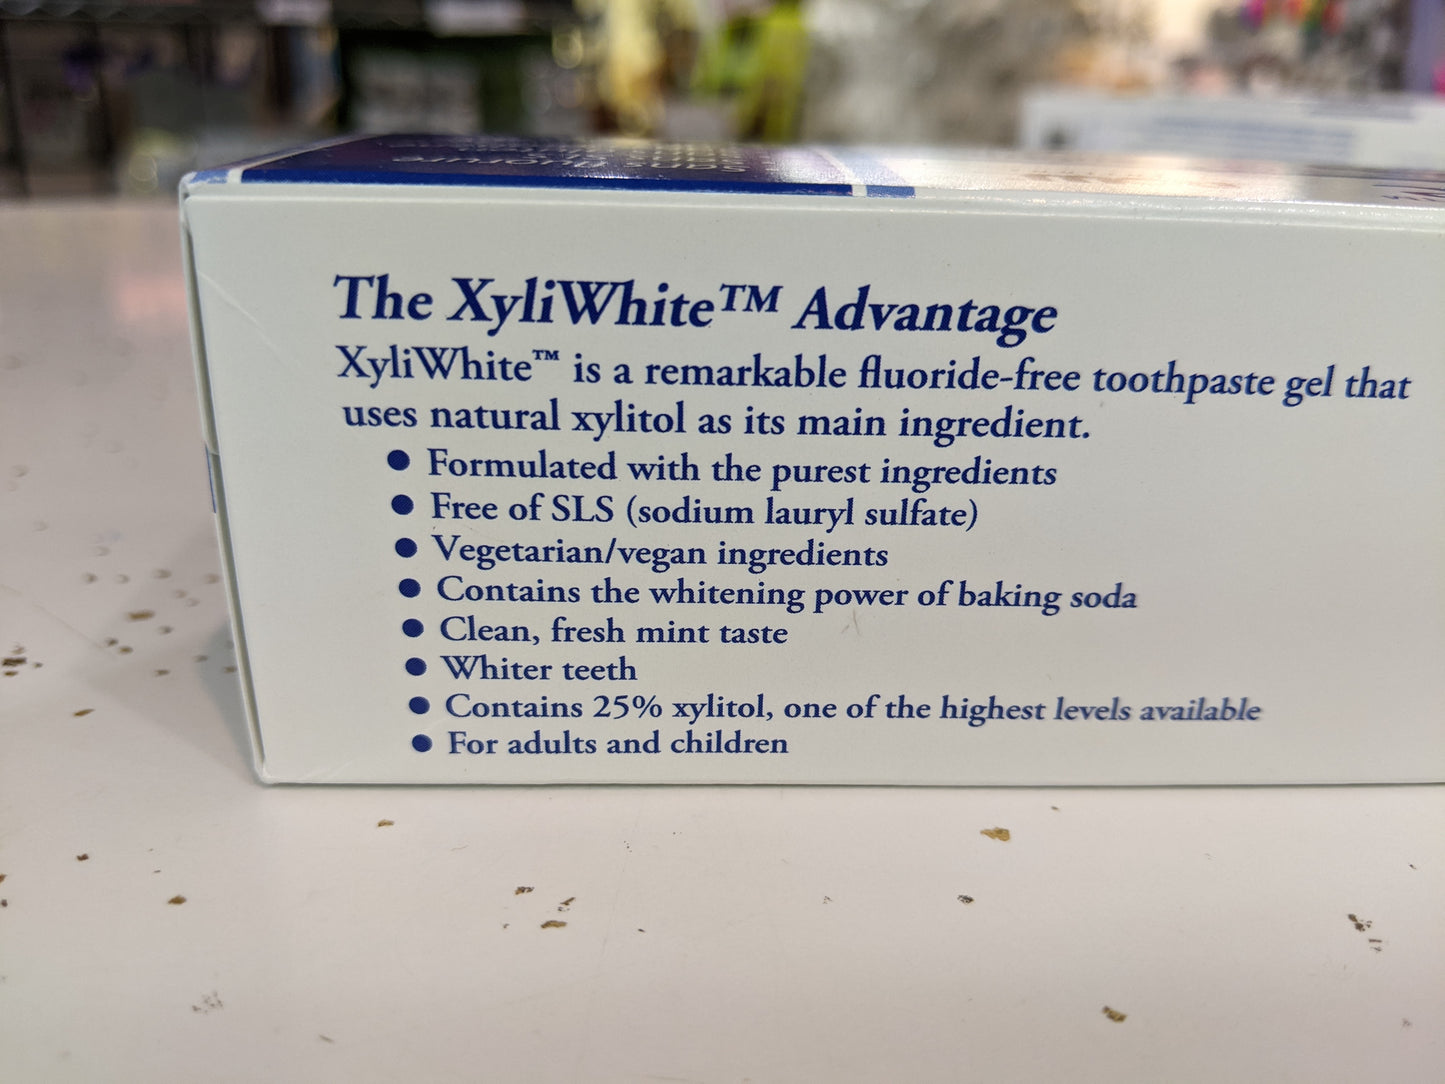 The XyliWhite™ Advantage
XyliWhite™ is a remarkable fluoride-free toothpaste gel that
uses natural xylitol as its main ingredient.
● Formulated with the purest ingredients
● Free of SLS (sodium lauryl sulfate)
● Vegetarian/vegan ingredients
● Contains the whitening power of baking soda
● Clean, fresh mint taste
● Whiter teeth
● Contains 25% xylitol, one of the highest levels available
● For adults and children